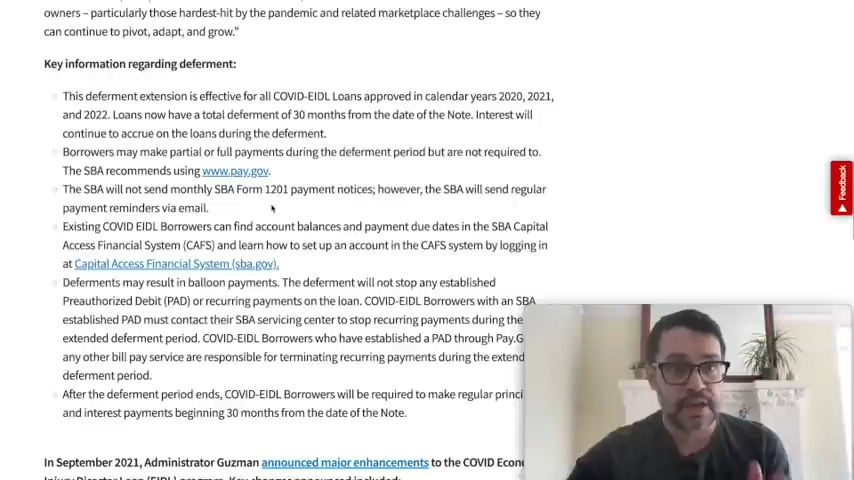 owners – particularly those hardest-hit by the pandemic and related marketplace challenges – so they
can continue to pivot, adapt, and grow.”
Key information regarding deferment:
This deferment extension is effective for all COVID-EIDL Loans approved in calendar years 2020, 2021,
and 2022. Loans now have a total deferment of 30 months from the date of the Note. Interest will
continue to accrue on the loans during the deferment.
Borrowers may make partial or full payments during the deferment period but are not required to.
The SBA recommends using www.pay.gov.
The SBA will not send monthly SBA Form 1201 payment notices; however, the SBA will send regular
payment reminders via email.
Existing COVID EIDL Borrowers can find account balances and payment due dates in the SBA Capital
Access Financial System (CAFS) and learn how to set up an account in the CAFS system by logging in
at Capital Access Financial System (sba.gov).
Deferments may result in balloon payments. The deferment will not stop any established
Preauthorized Debit (PAD) or recurring payments on the loan. COVID-EIDL Borrowers with an SBA
established PAD must contact their SBA servicing center to stop recurring payments during the
extended deferment period. COVID-EIDL Borrowers who have established a PAD through Pay.G
any other bill pay service are responsible for terminating recurring payments during the extend
deferment period.
After the deferment period ends, COVID-EIDL Borrowers will be required to make regular princi
and interest payments beginning 30 months from the date of the Note.
In September 2021, Administrator Guzman announced major enhancements to the COVID Econ
Injury Disaster Loan (EIDL) program. Key changes announced included:
Feedback